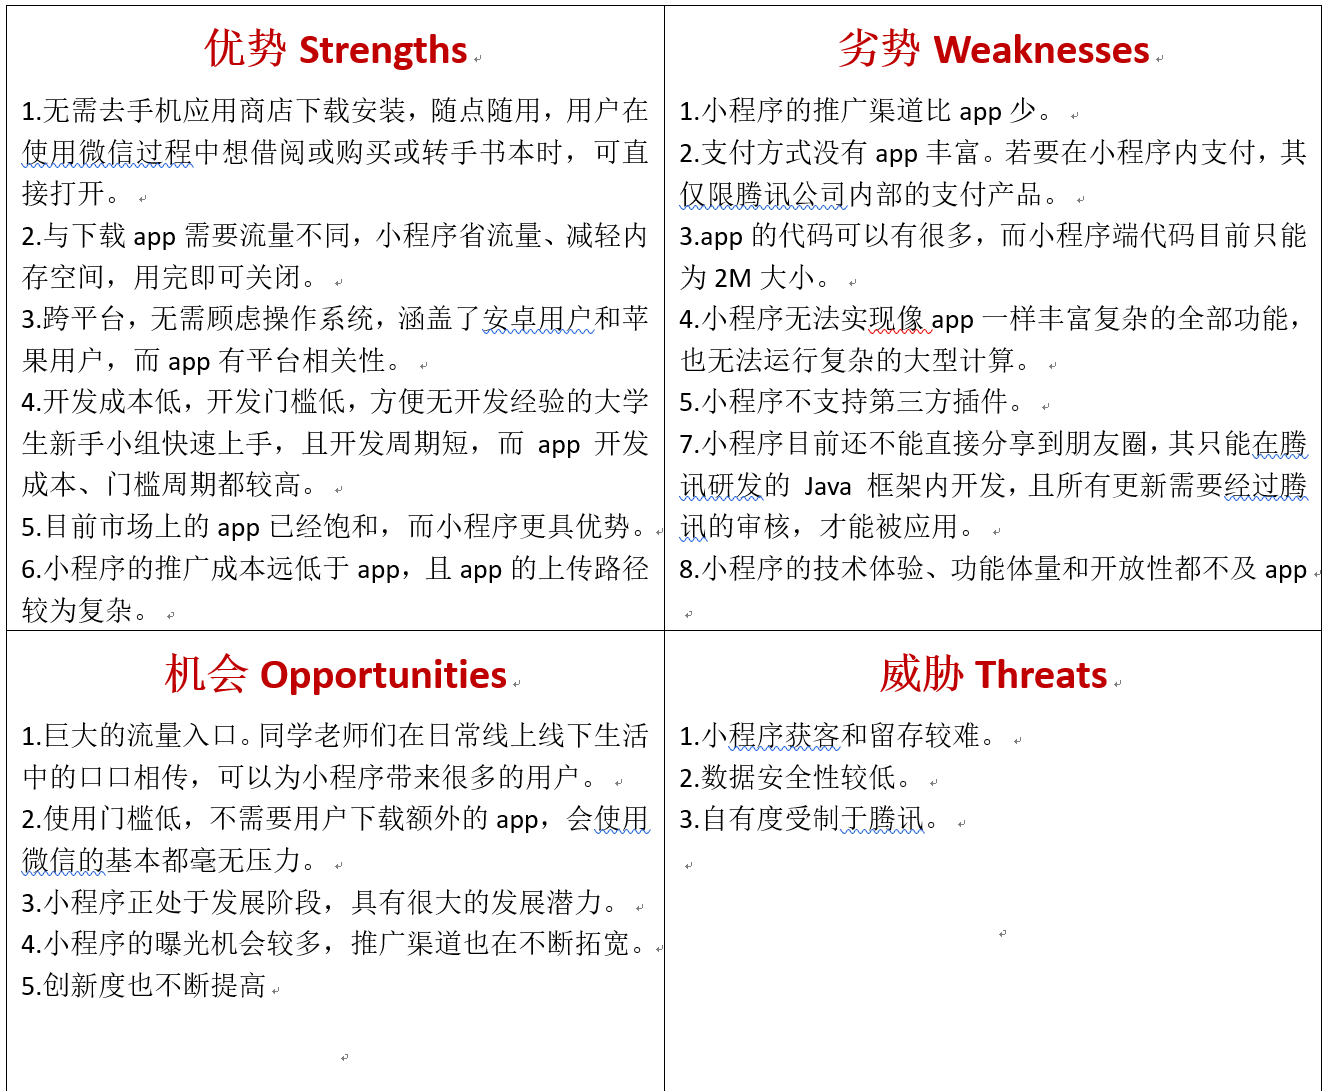 优势 Strengths
1.无需去手机应用商店下载安装，随点随用，用户在
使用微信过程中想借阅或购买或转手书本时，可直
接打开。
2.与下载 app 需要流量不同，小程序省流量、减轻内
存空间，用完即可关闭。
3.跨平台，无需顾虑操作系统，涵盖了安卓用户和苹
果用户，而 app 有平台相关性。
4.开发成本低，开发门槛低，方便无开发经验的大学
生新手小组快速上手，且开发周期短，而 app 开发
成本、门槛周期都较高。
5.目前市场上的 app 已经饱和，而小程序更具优势。
6.小程序的推广成本远低于 app，且 app 的上传路径
较为复杂。
劣势 Weaknesses
1.小程序的推广渠道比 app 少。
2.支付方式没有 app 丰富。若要在小程序内支付，其
仅限腾讯公司内部的支付产品。
3.app 的代码可以有很多，而小程序端代码目前只能
为 2M 大小。
4.小程序无法实现像 app 一样丰富复杂的全部功能，
也无法运行复杂的大型计算。
5.小程序不支持第三方插件。
7.小程序目前还不能直接分享到朋友圈，其只能在腾
讯研发的 Java 框架内开发，且所有更新需要经过腾
讯的审核，才能被应用。
8.小程序的技术体验、功能体量和开放性都不及 app
机会 Opportunities
1.巨大的流量入口。同学老师们在日常线上线下生活
中的口口相传，可以为小程序带来很多的用户。
2.使用门槛低，不需要用户下载额外的 app，会使用
微信的基本都毫无压力。
3.小程序正处于发展阶段，具有很大的发展潜力。
4.小程序的曝光机会较多，推广渠道也在不断拓宽。
5.创新度也不断提高
威胁 Threats
1.小程序获客和留存较难。
2.数据安全性较低。
3.自有度受制于腾讯。